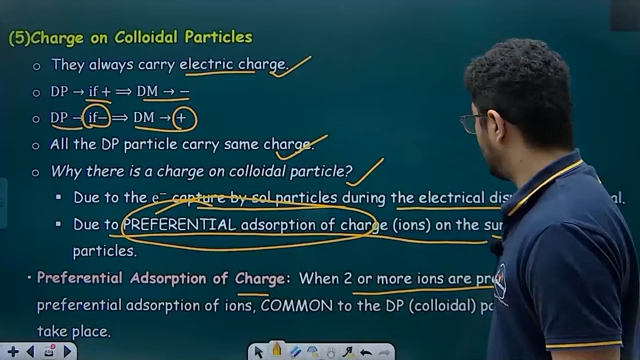 (5)Charge on Colloidal Particles
They always carry electric charge.
DP → if + ⟹ DM → −
DP → if− ⟹ DM → +
All the DP particle carry same charge.
Why there is a charge on colloidal particle?
Due to the e⁻ capture by sol particles during the electrical
Due to PREFERENTIAL adsorption of charge (ions) on the
particles.
Preferential Adsorption of Charge: When 2 or more ions are
preferential adsorption of ions, COMMON to the DP (colloidal)
take place.